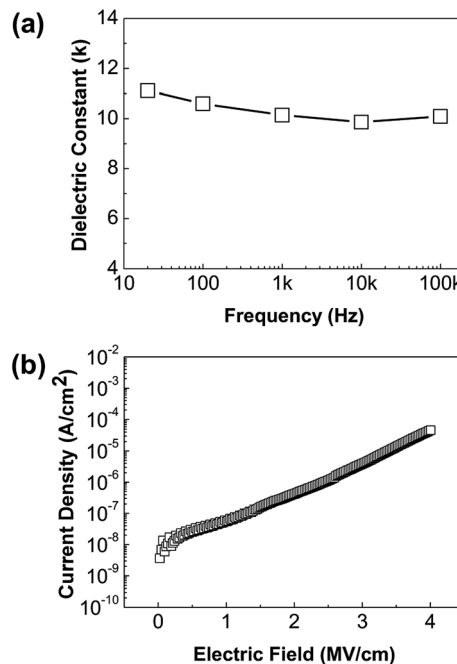 (a)
Dielectric Constant (k)
14
12
10
8
6
4
10 100 1k 10k 100k
Frequency (Hz)
(b)
Current Density (A/cm²)
10⁻²
10⁻³
10⁻⁴
10⁻⁵
10⁻⁶
10⁻⁷
10⁻⁸
10⁻⁹
10⁻¹⁰
0 1 2 3 4
Electric Field (MV/cm)